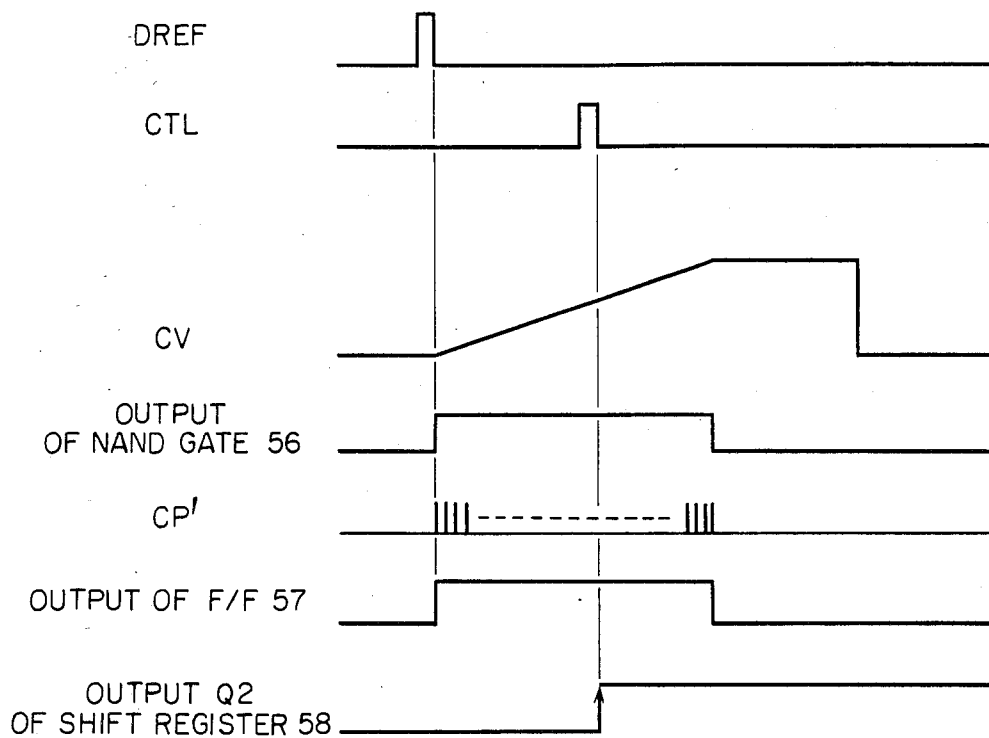 DREF
CTL
CV
OUTPUT
OF NAND GATE 56
CP'
OUTPUT OF F/F 57
OUTPUT Q2
OF SHIFT REGISTER 58